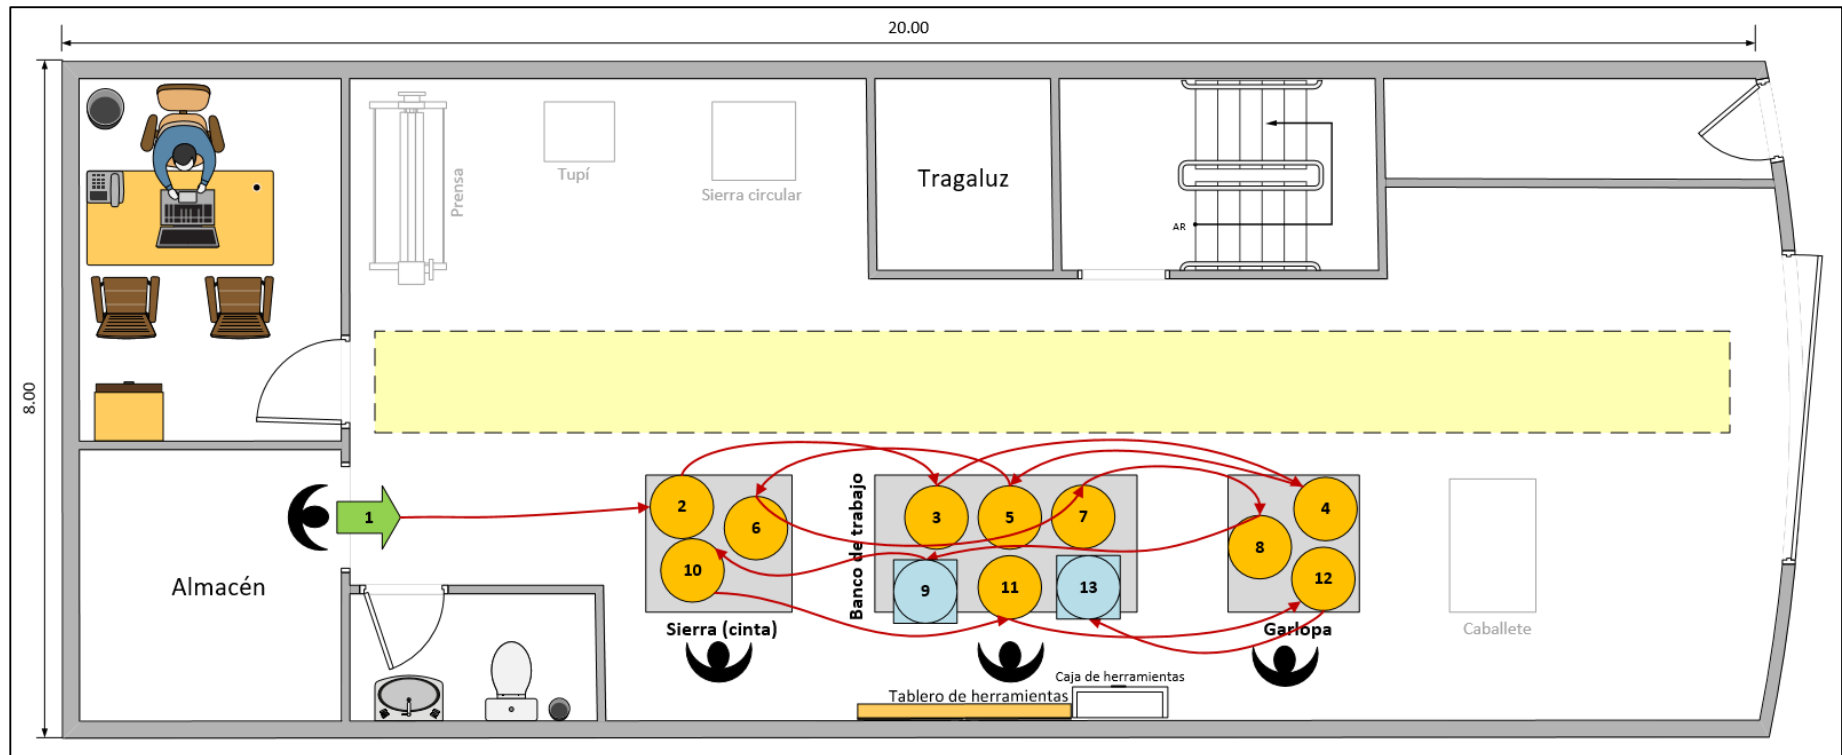 20.00
8.00
Prensa
Tupí
Sierra circular
Tragaluz
AR
Almacén
1
2
6
10
Sierra (cinta)
Banco de trabajo
3
5
7
9
11
13
4
8
12
Garlopa
Caballete
Caja de herramientas
Tablero de herramientas